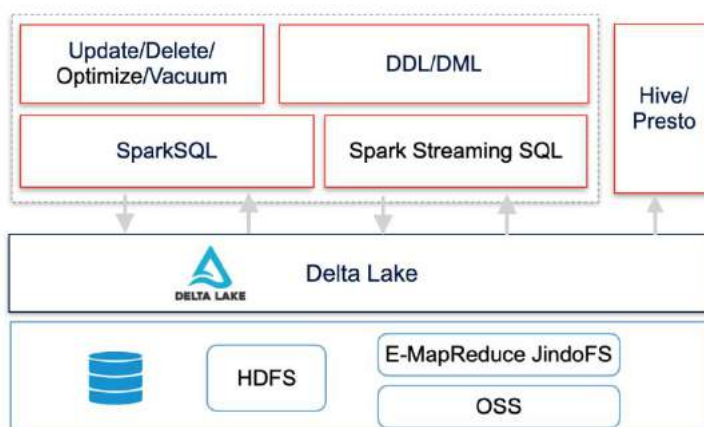 Update/Delete/
Optimize/Vacuum
DDL/DML
Hive/
Presto
SparkSQL
Spark Streaming SQL
DELTA LAKE
Delta Lake
HDFS
E-MapReduce JindoFS
OSS